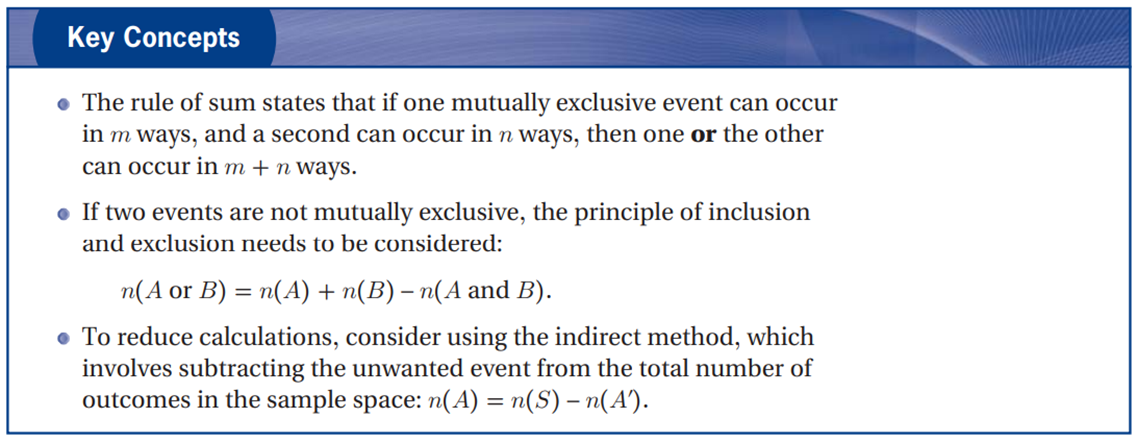 Key Concepts
The rule of sum states that if one mutually exclusive event can occur
in m ways, and a second can occur in n ways, then one or the other
can occur in m + n ways.
If two events are not mutually exclusive, the principle of inclusion
and exclusion needs to be considered:
n(A or B) = n(A) + n(B) – n(A and B).
To reduce calculations, consider using the indirect method, which
involves subtracting the unwanted event from the total number of
outcomes in the sample space: n(A) = n(S) – n(A′).